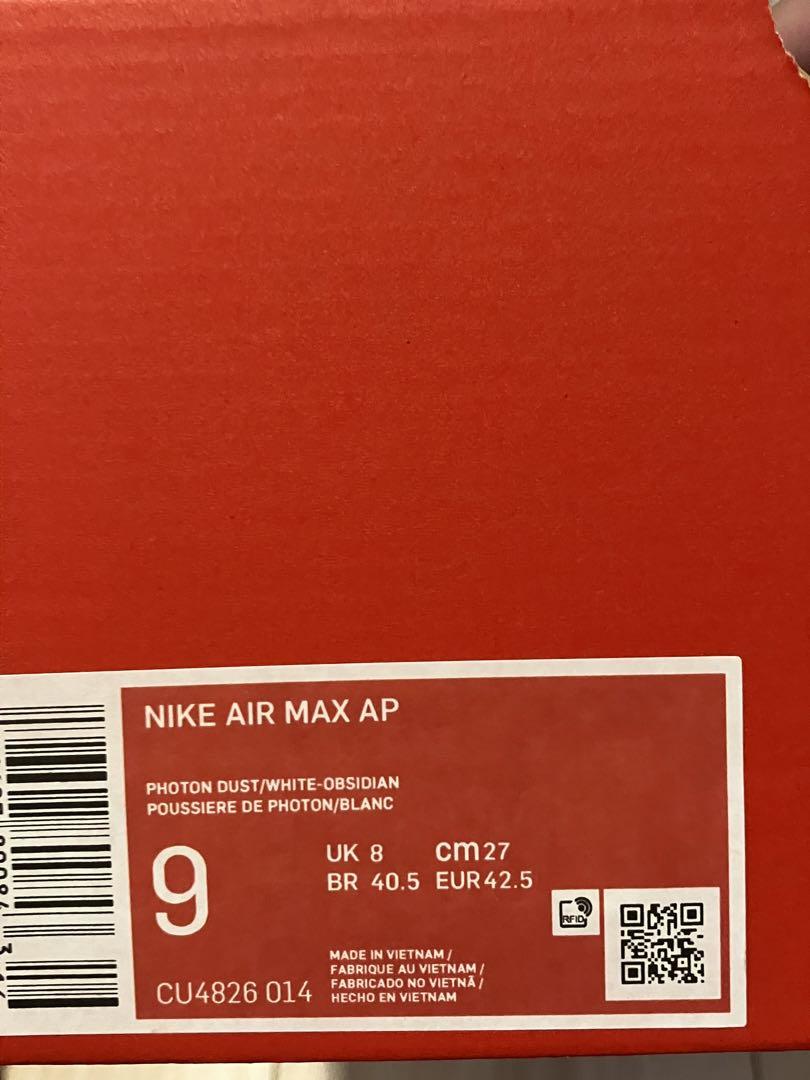 NIKE AIR MAX AP
PHOTON DUST/WHITE-OBSIDIAN
POUSSIERE DE PHOTON/BLANC
9
UK 8 cm 27
BR 40.5 EUR 42.5
RFID
CU4826 014
MADE IN VIETNAM /
FABRIQUE AU VIETNAM /
FABRICADO NO VIETNÃ /
HECHO EN VIETNAM